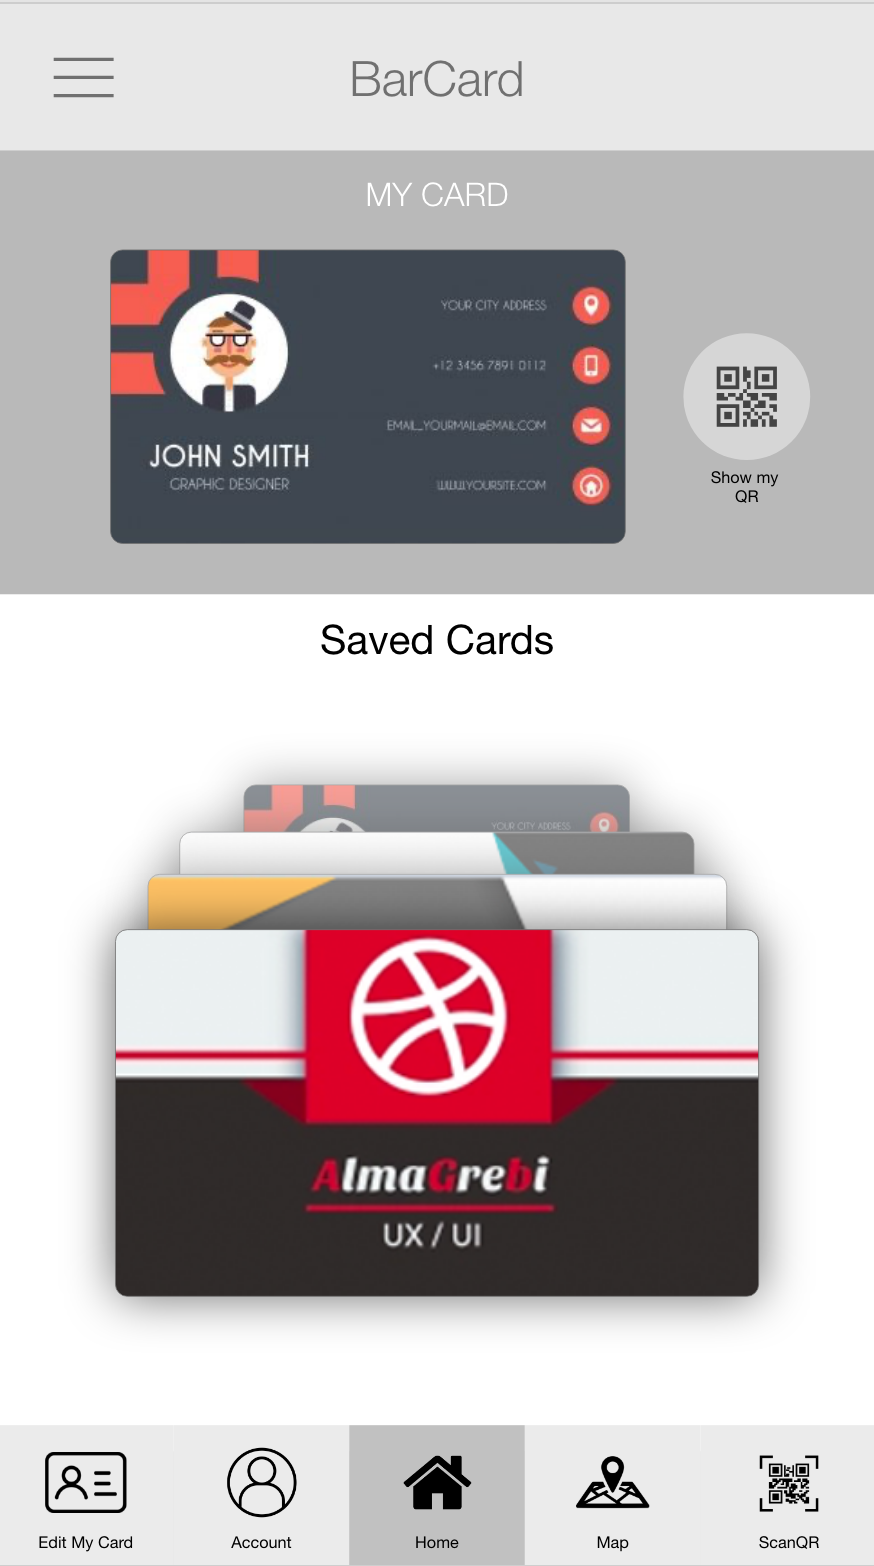 BarCard
MY CARD
YOUR CITY ADDRESS
+12 3456 7891 0112
EMAIL_YOURMAIL@EMAIL.COM
WWW.YOURSITE.COM
JOHN SMITH
GRAPHIC DESIGNER
Show my
QR
Saved Cards
YOUR CITY ADDRESS
AlmaGrebi
UX / UI
Edit My Card
Account
Home
Map
ScanQR